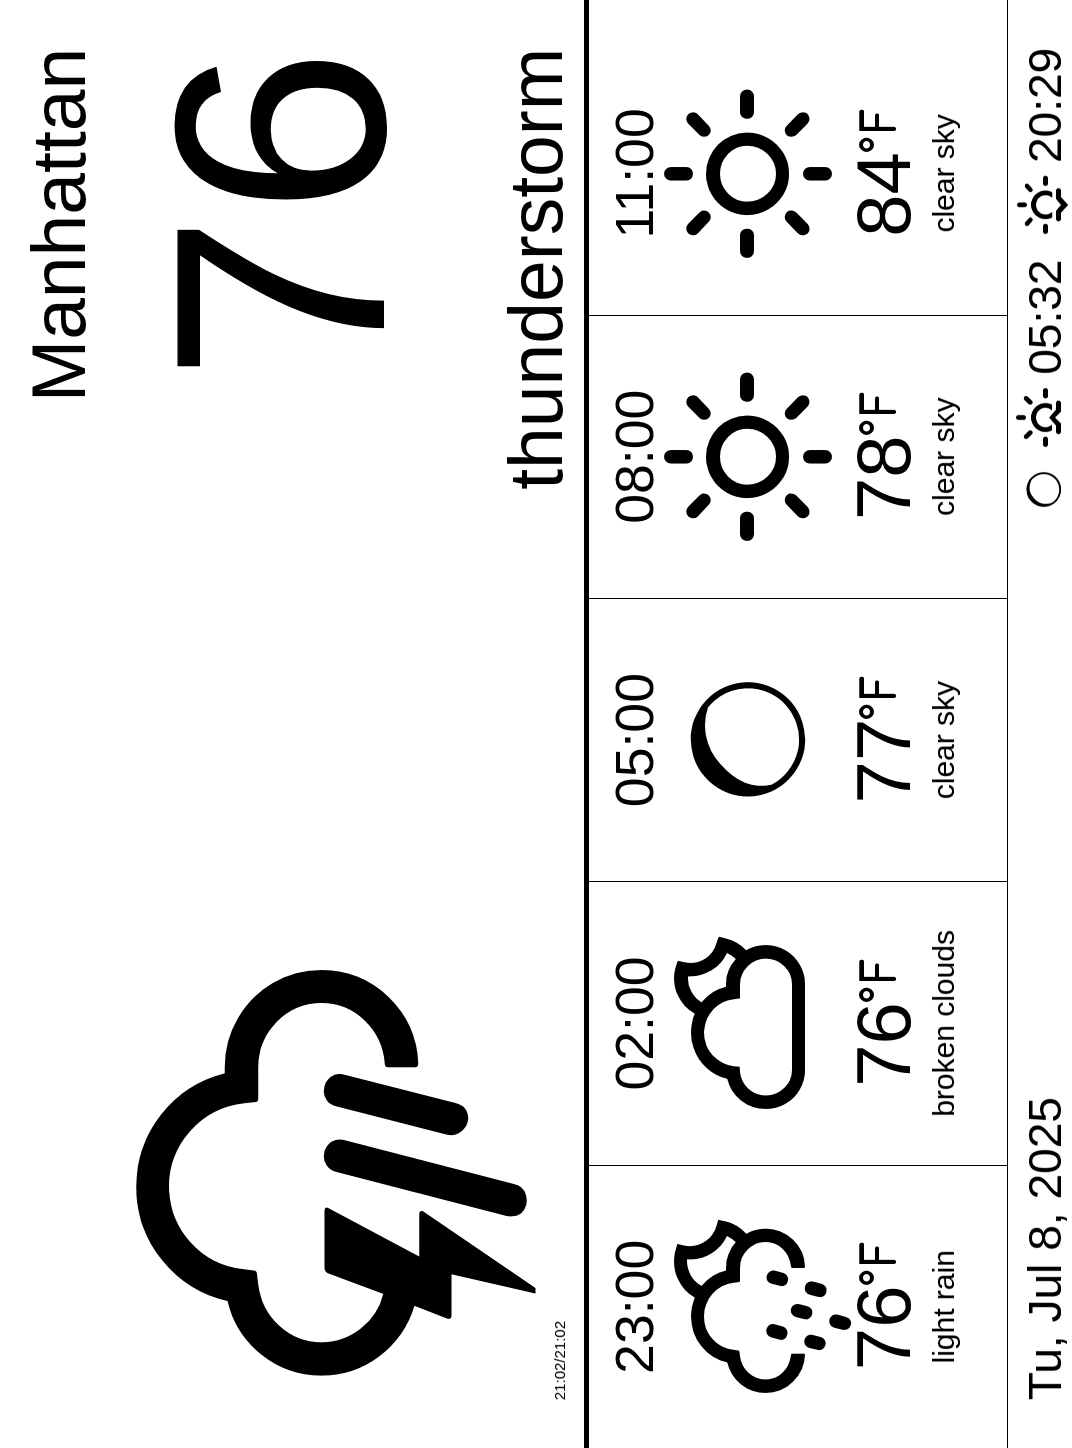 Manhattan
76
thunderstorm
21:02/21:02
23:00
76°F
light rain
02:00
76°F
broken clouds
05:00
77°F
clear sky
08:00
78°F
clear sky
11:00
84°F
clear sky
Tu, Jul 8, 2025
05:32
20:29